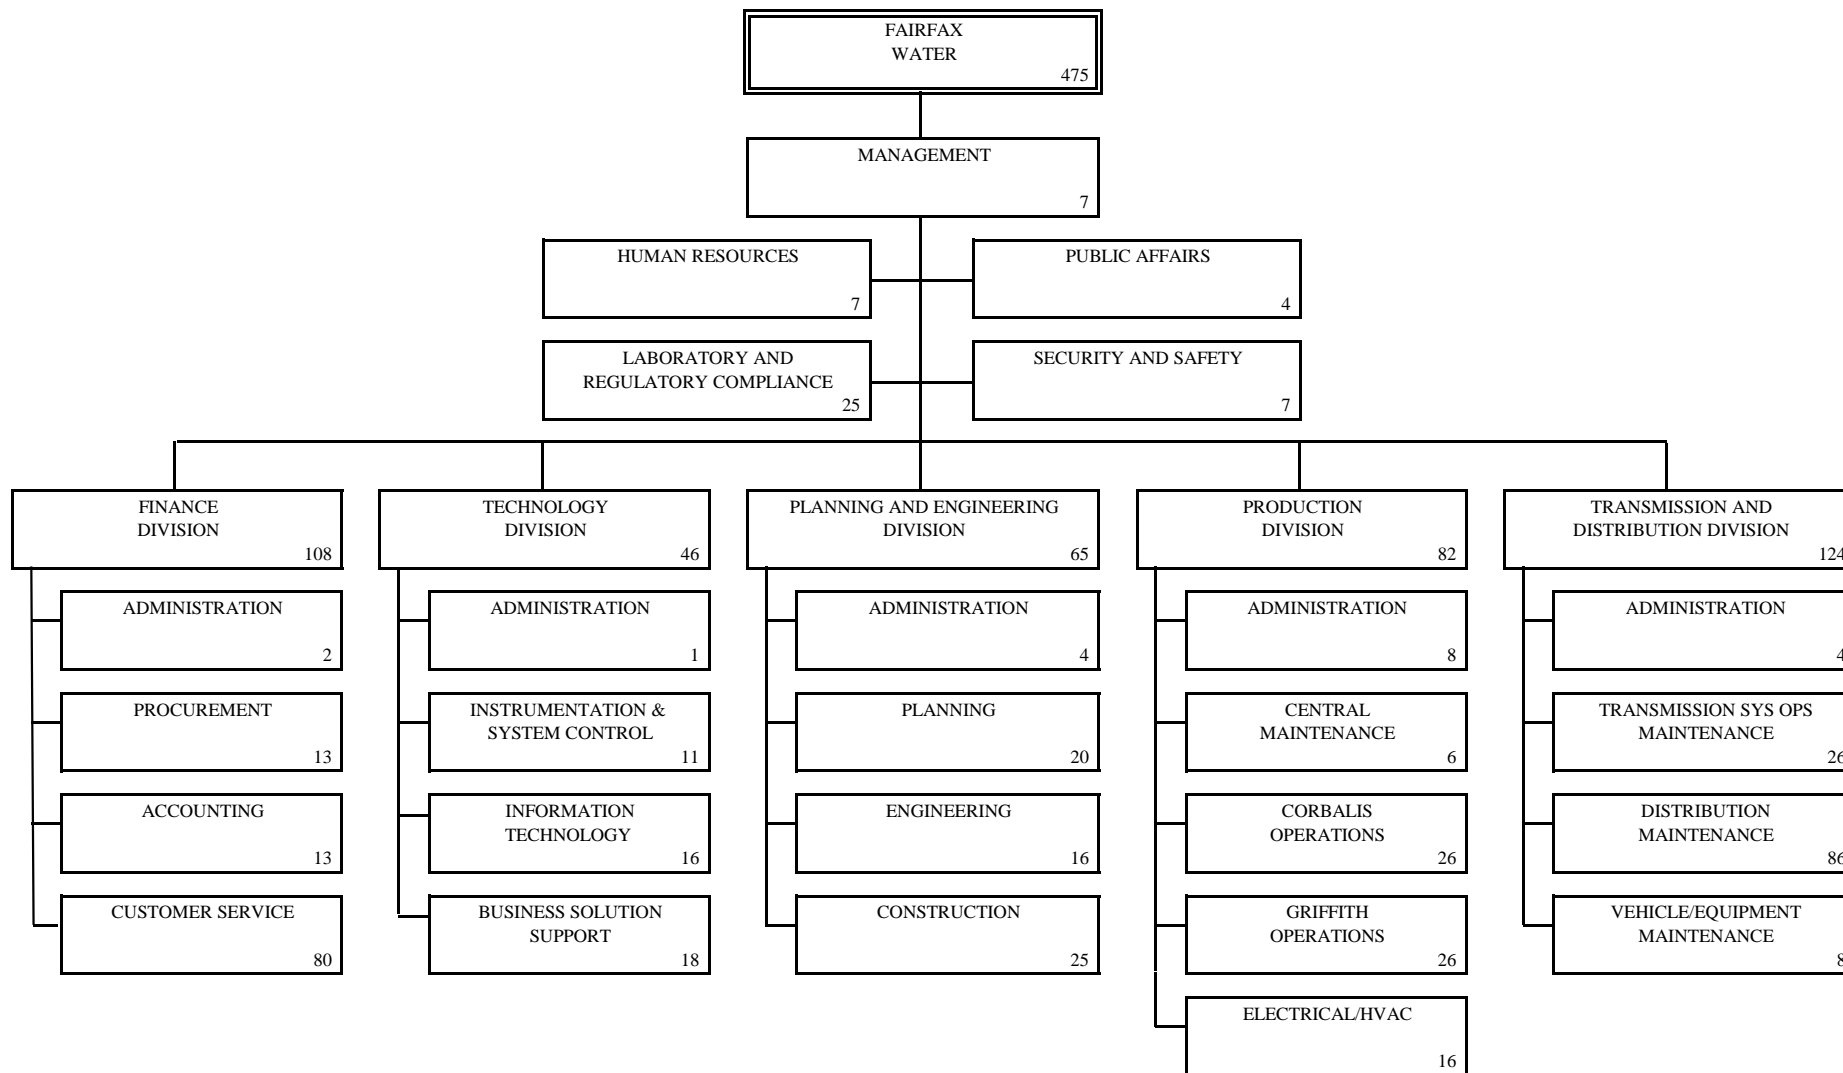 FAIRFAX
WATER
475
MANAGEMENT
7
HUMAN RESOURCES
7
PUBLIC AFFAIRS
4
LABORATORY AND
REGULATORY COMPLIANCE
25
SECURITY AND SAFETY
7
FINANCE
DIVISION
108
ADMINISTRATION
2
PROCUREMENT
13
ACCOUNTING
13
CUSTOMER SERVICE
80
TECHNOLOGY
DIVISION
46
ADMINISTRATION
1
INSTRUMENTATION &
SYSTEM CONTROL
11
INFORMATION
TECHNOLOGY
16
BUSINESS SOLUTION
SUPPORT
18
PLANNING AND ENGINEERING
DIVISION
65
ADMINISTRATION
4
PLANNING
20
ENGINEERING
16
CONSTRUCTION
25
PRODUCTION
DIVISION
82
ADMINISTRATION
8
CENTRAL
MAINTENANCE
6
CORBALIS
OPERATIONS
26
GRIFFITH
OPERATIONS
26
ELECTRICAL/HVAC
16
TRANSMISSION AND
DISTRIBUTION DIVISION
124
ADMINISTRATION
4
TRANSMISSION SYS OPS
MAINTENANCE
26
DISTRIBUTION
MAINTENANCE
86
VEHICLE/EQUIPMENT
MAINTENANCE
8